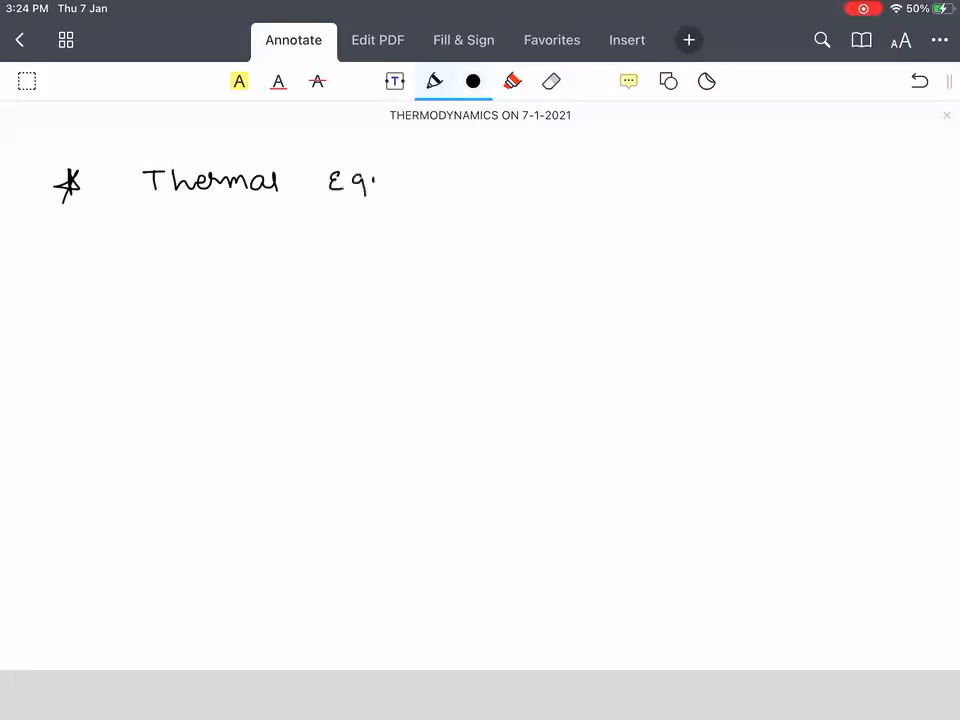 3:24 PM Thu 7 Jan 50%
Annotate Edit PDF Fill & Sign Favorites Insert
THERMODYNAMICS ON 7-1-2021
Thermal Eq